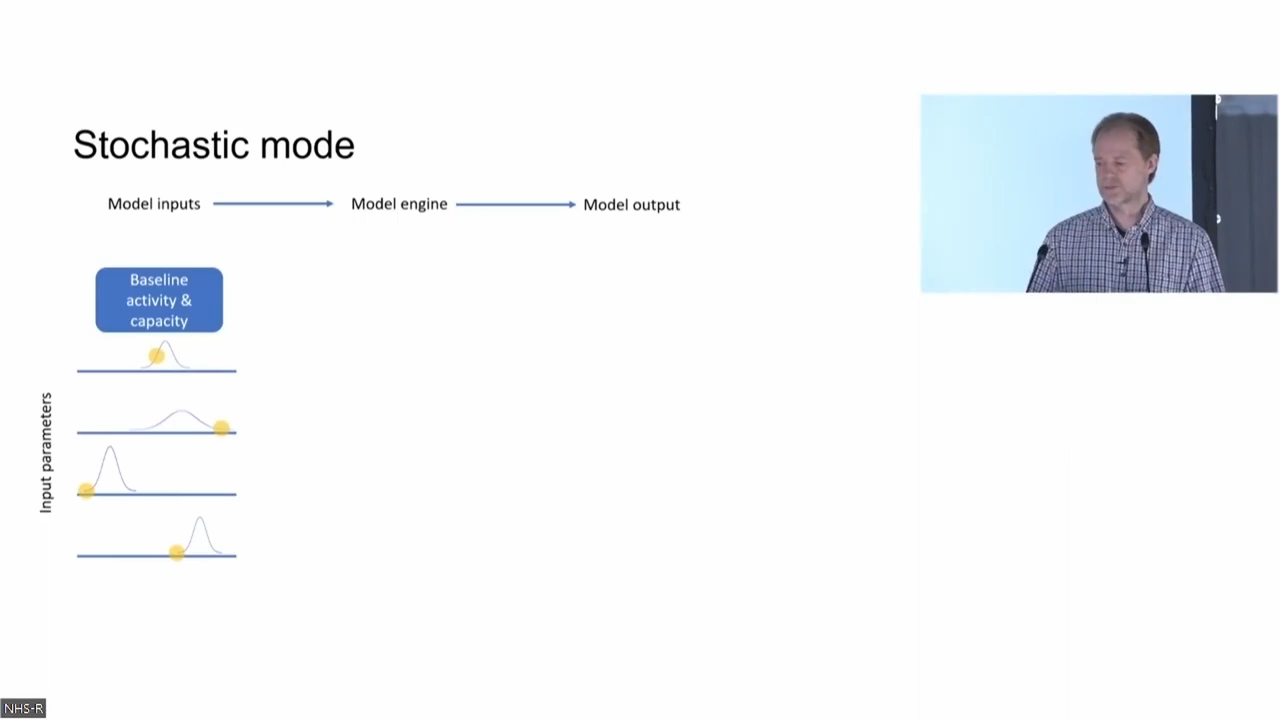 Stochastic mode
Model inputs
Model engine
Model output
Baseline
activity &
capacity
Input parameters
NHS-R